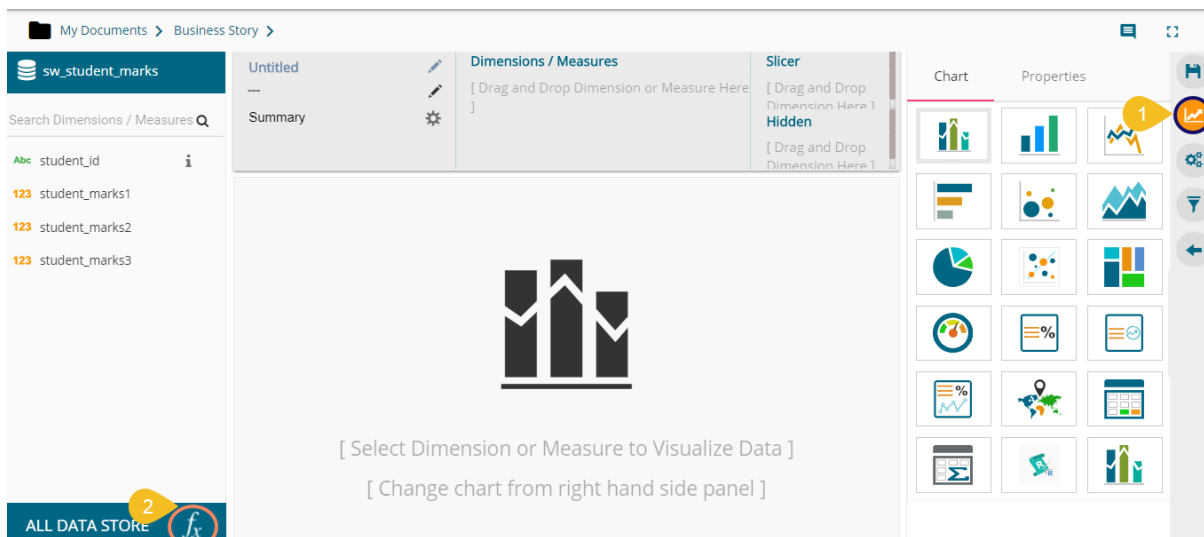 My Documents > Business Story >
sw_student_marks
Search Dimensions / Measures
Abc student_id i
123 student_marks1
123 student_marks2
123 student_marks3
2
ALL DATA STORE fx
Untitled
---
Summary
Dimensions / Measures
[ Drag and Drop Dimension or Measure Here
]
Slicer
[ Drag and Drop
Dimension Here ]
Hidden
[ Drag and Drop
Dimension Here ]
[ Select Dimension or Measure to Visualize Data ]
[ Change chart from right hand side panel ]
Chart Properties
1
%
%
Σ
R